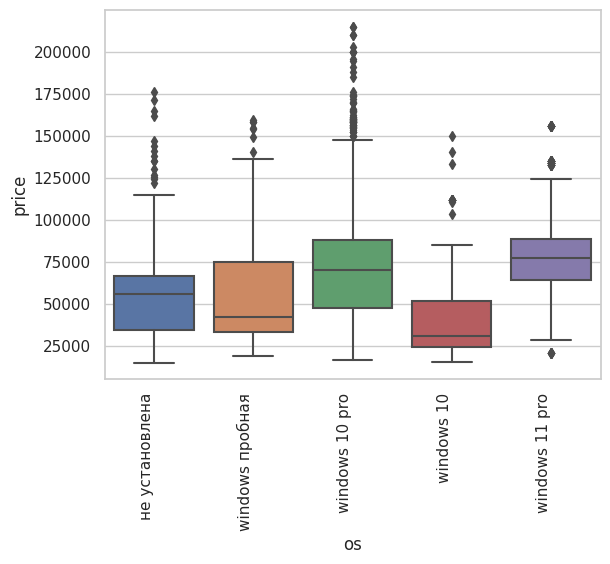 200000
175000
150000
125000
100000
75000
50000
25000
price
не установлена
windows пробная
windows 10 pro
windows 10
windows 11 pro
os